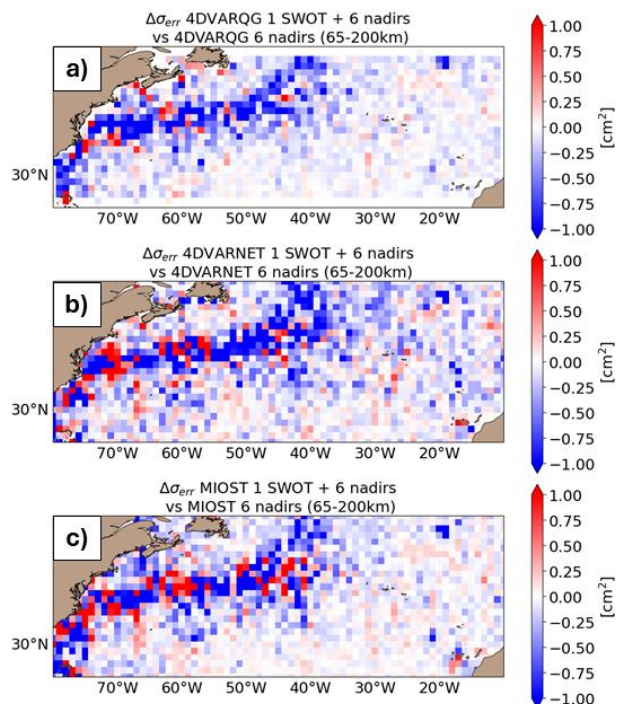 Δσerr 4DVARQG 1 SWOT + 6 nadirs
vs 4DVARQG 6 nadirs (65-200km)
a)
30°N
70°W 60°W 50°W 40°W 30°W 20°W
1.00
0.75
0.50
0.25
0.00
−0.25
−0.50
−0.75
−1.00
[cm²]
Δσerr 4DVARNET 1 SWOT + 6 nadirs
vs 4DVARNET 6 nadirs (65-200km)
b)
30°N
70°W 60°W 50°W 40°W 30°W 20°W
1.00
0.75
0.50
0.25
0.00
−0.25
−0.50
−0.75
−1.00
[cm²]
Δσerr MIOST 1 SWOT + 6 nadirs
vs MIOST 6 nadirs (65-200km)
c)
30°N
70°W 60°W 50°W 40°W 30°W 20°W
1.00
0.75
0.50
0.25
0.00
−0.25
−0.50
−0.75
−1.00
[cm²]